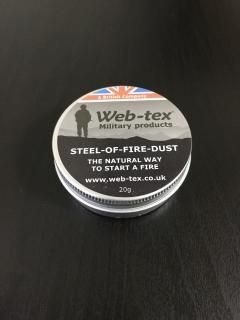 A British Company
Web-tex
Military products
STEEL-OF-FIRE-DUST
THE NATURAL WAY
TO START A FIRE
www.web-tex.co.uk
20g